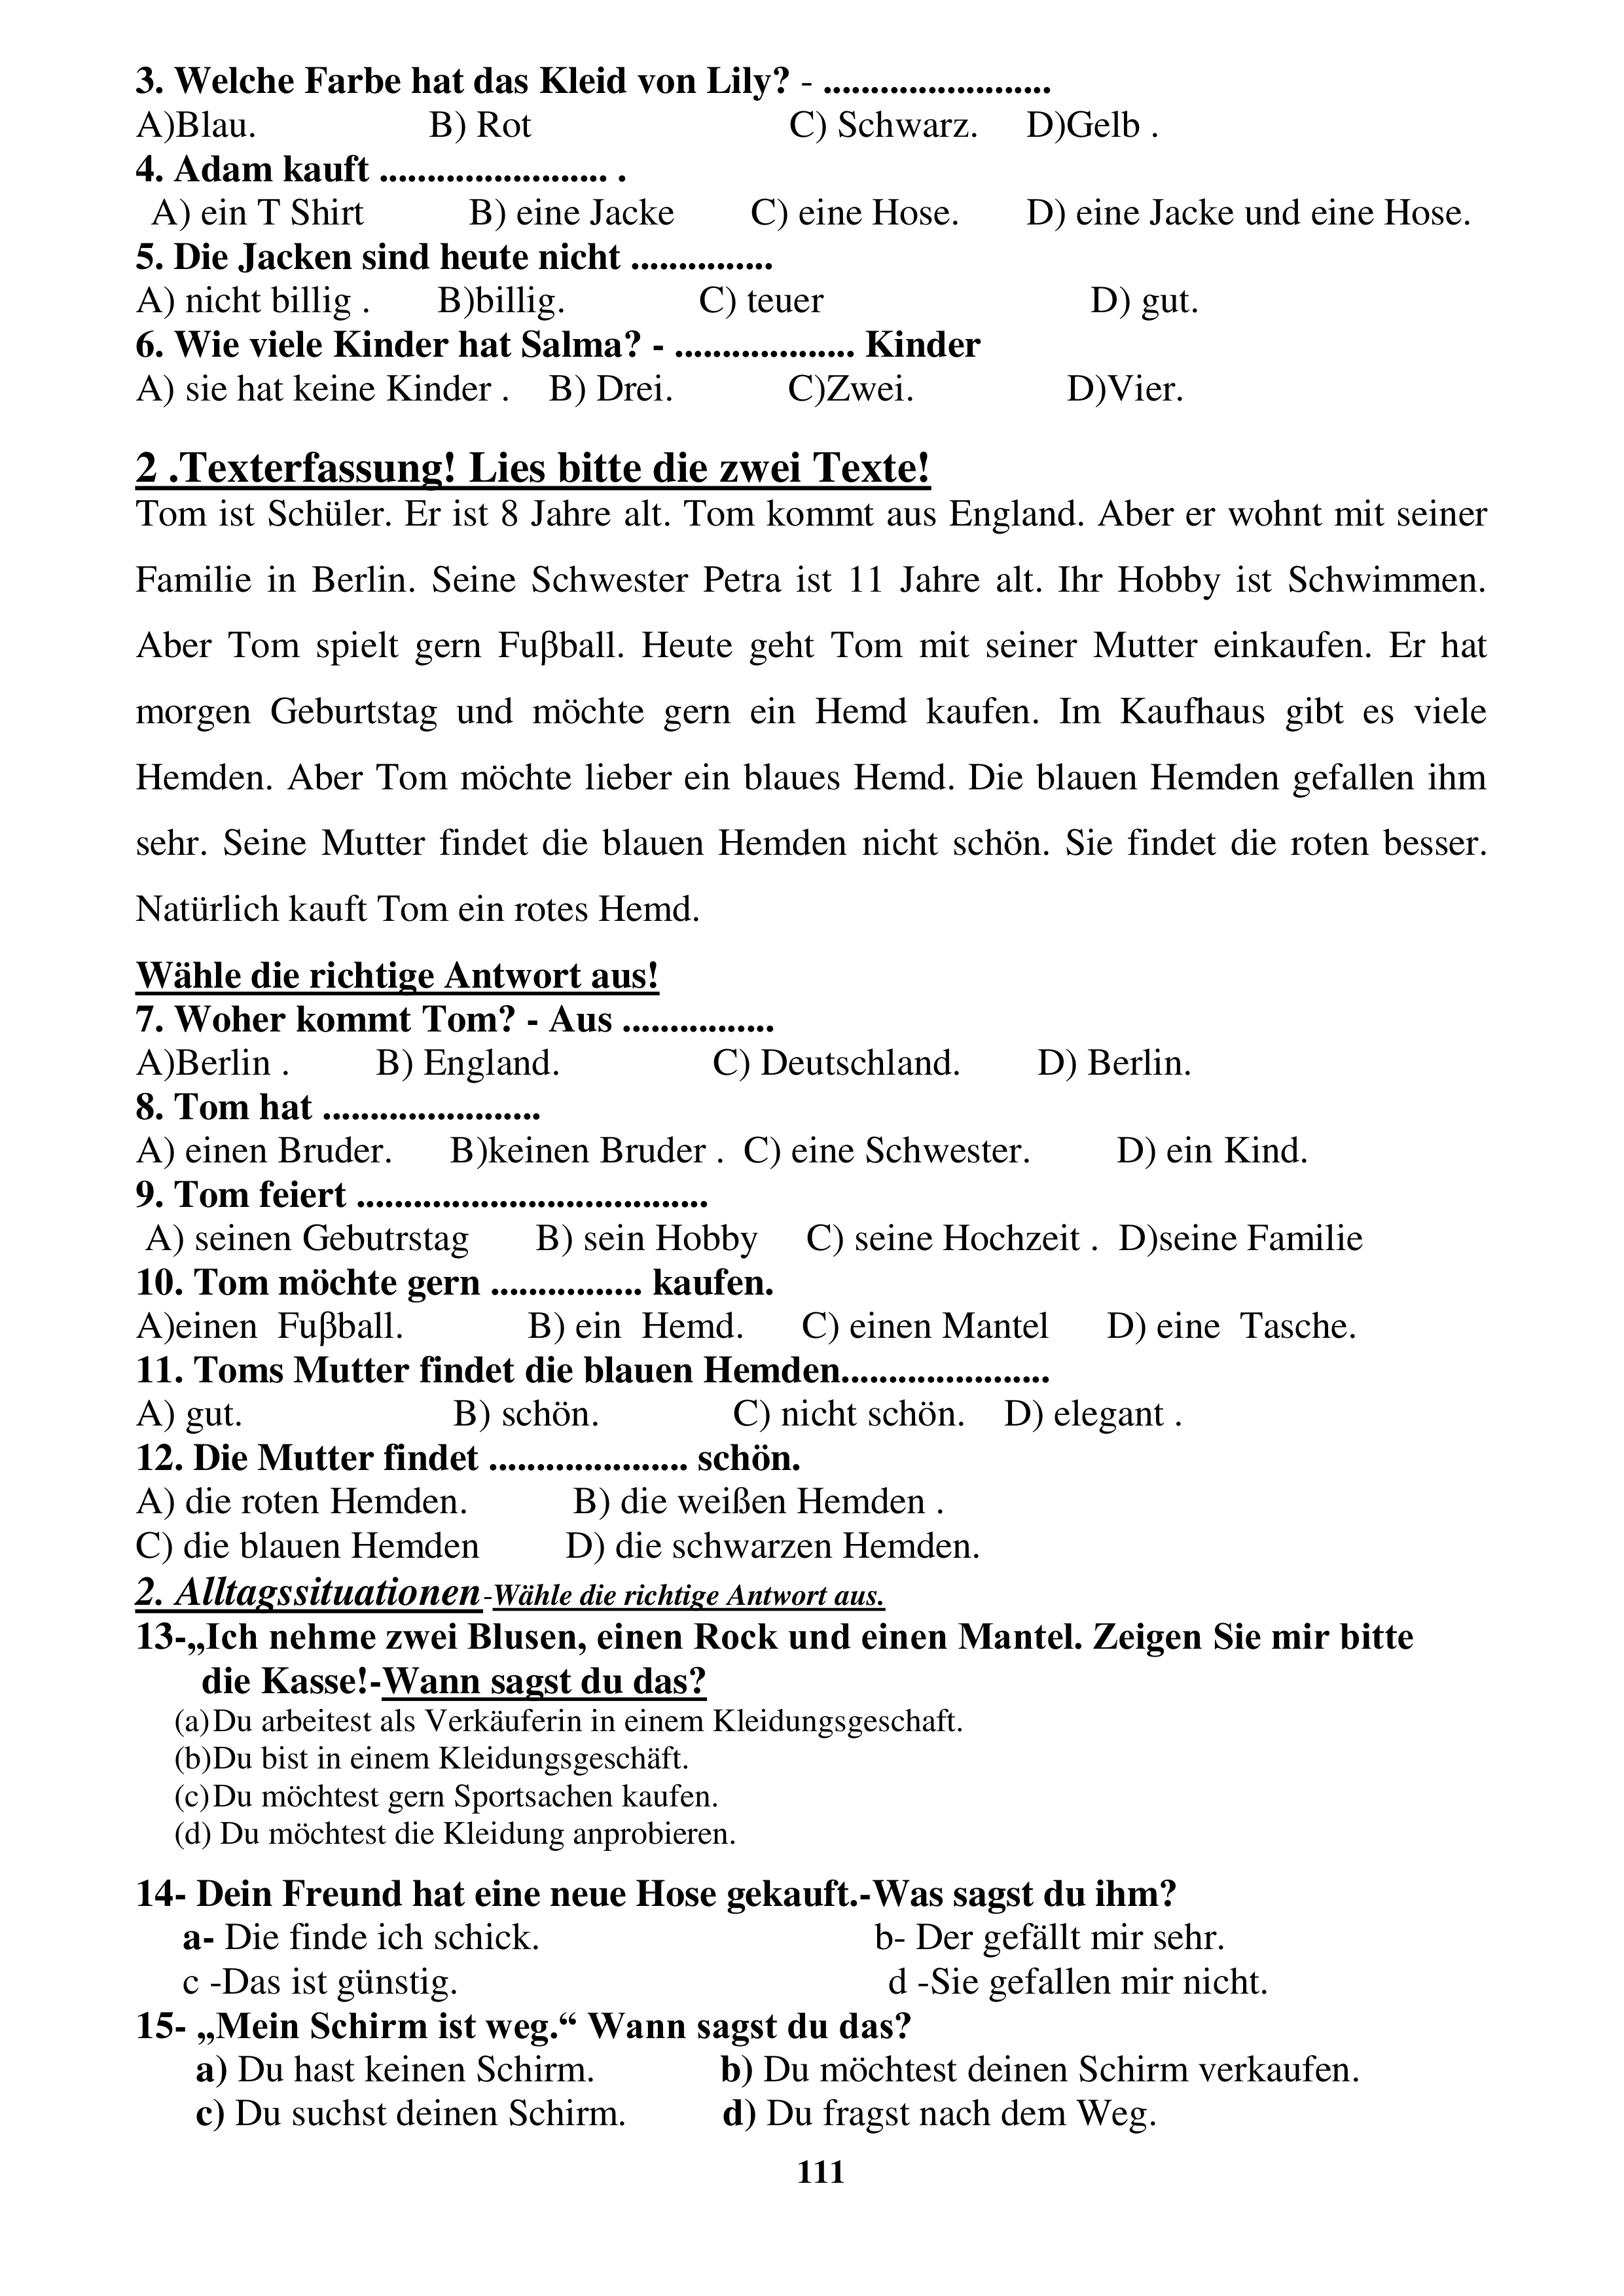 3. Welche Farbe hat das Kleid von Lily? - ........................
A)Blau. B) Rot C) Schwarz. D)Gelb .
4. Adam kauft ........................ .
A) ein T Shirt B) eine Jacke C) eine Hose. D) eine Jacke und eine Hose.
5. Die Jacken sind heute nicht ...............
A) nicht billig . B)billig. C) teuer D) gut.
6. Wie viele Kinder hat Salma? - ................... Kinder
A) sie hat keine Kinder . B) Drei. C)Zwei. D)Vier.
2 .Texterfassung! Lies bitte die zwei Texte!
Tom ist Schüler. Er ist 8 Jahre alt. Tom kommt aus England. Aber er wohnt mit seiner
Familie in Berlin. Seine Schwester Petra ist 11 Jahre alt. Ihr Hobby ist Schwimmen.
Aber Tom spielt gern Fuβball. Heute geht Tom mit seiner Mutter einkaufen. Er hat
morgen Geburtstag und möchte gern ein Hemd kaufen. Im Kaufhaus gibt es viele
Hemden. Aber Tom möchte lieber ein blaues Hemd. Die blauen Hemden gefallen ihm
sehr. Seine Mutter findet die blauen Hemden nicht schön. Sie findet die roten besser.
Natürlich kauft Tom ein rotes Hemd.
Wähle die richtige Antwort aus!
7. Woher kommt Tom? - Aus ................
A)Berlin . B) England. C) Deutschland. D) Berlin.
8. Tom hat .......................
A) einen Bruder. B)keinen Bruder . C) eine Schwester. D) ein Kind.
9. Tom feiert .....................................
A) seinen Gebutrstag B) sein Hobby C) seine Hochzeit . D)seine Familie
10. Tom möchte gern ................ kaufen.
A)einen Fuβball. B) ein Hemd. C) einen Mantel D) eine Tasche.
11. Toms Mutter findet die blauen Hemden......................
A) gut. B) schön. C) nicht schön. D) elegant .
12. Die Mutter findet ..................... schön.
A) die roten Hemden. B) die weißen Hemden .
C) die blauen Hemden D) die schwarzen Hemden.
2. Alltagssituationen-Wähle die richtige Antwort aus.
13-„Ich nehme zwei Blusen, einen Rock und einen Mantel. Zeigen Sie mir bitte
die Kasse!-Wann sagst du das?
(a)Du arbeitest als Verkäuferin in einem Kleidungsgeschaft.
(b)Du bist in einem Kleidungsgeschäft.
(c)Du möchtest gern Sportsachen kaufen.
(d) Du möchtest die Kleidung anprobieren.
14- Dein Freund hat eine neue Hose gekauft.-Was sagst du ihm?
a- Die finde ich schick. b- Der gefällt mir sehr.
c -Das ist günstig. d -Sie gefallen mir nicht.
15- „Mein Schirm ist weg.“ Wann sagst du das?
a) Du hast keinen Schirm. b) Du möchtest deinen Schirm verkaufen.
c) Du suchst deinen Schirm. d) Du fragst nach dem Weg.
111